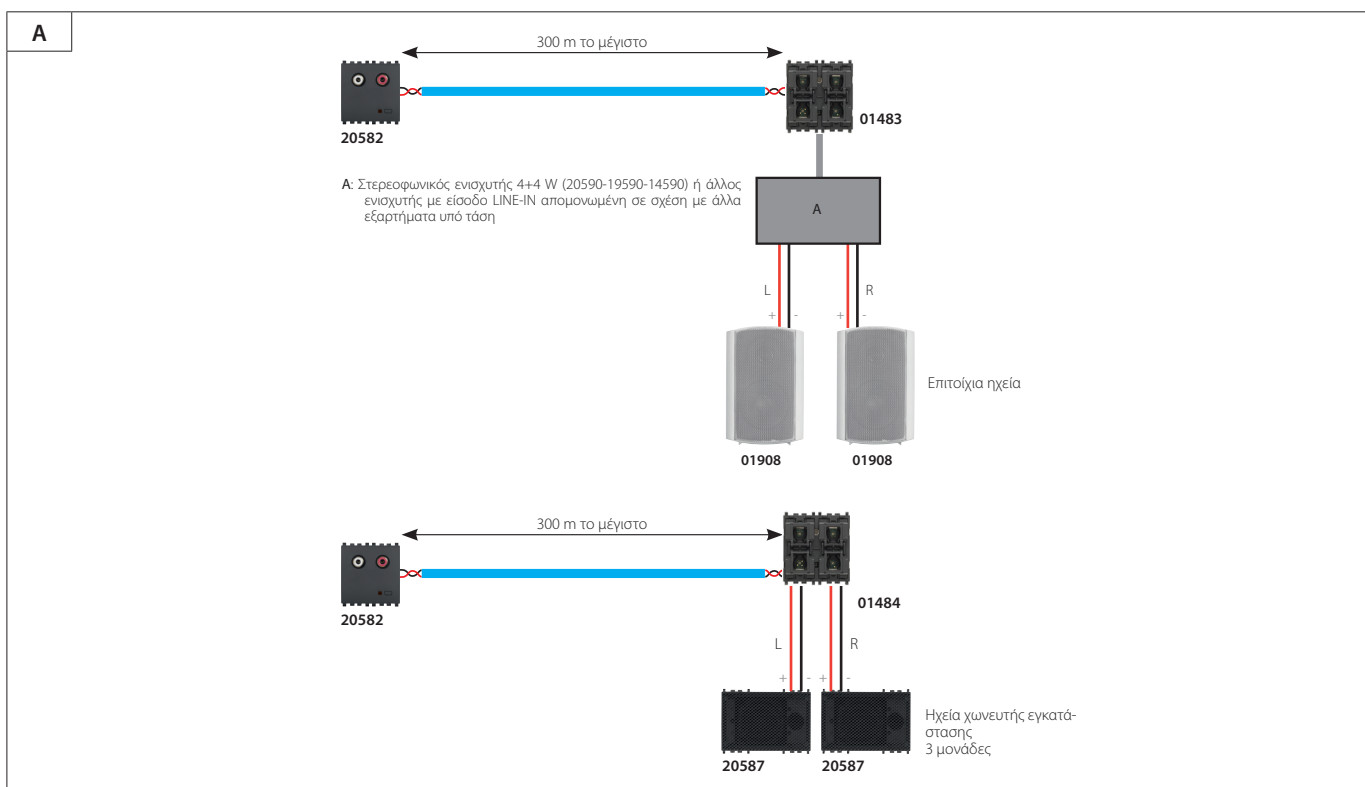 A
300 m το μέγιστο
20582
01483
A: Στερεοφωνικός ενισχυτής 4+4 W (20590-19590-14590) ή άλλος
ενισχυτής με είσοδο LINE-IN απομονωμένη σε σχέση με άλλα
εξαρτήματα υπό τάση
A
L
R
+
-
+
-
Επιτοίχια ηχεία
01908
01908
300 m το μέγιστο
20582
01484
L
R
+
-
+
-
Ηχεία χωνευτής εγκατά-
στασης
3 μονάδες
20587
20587